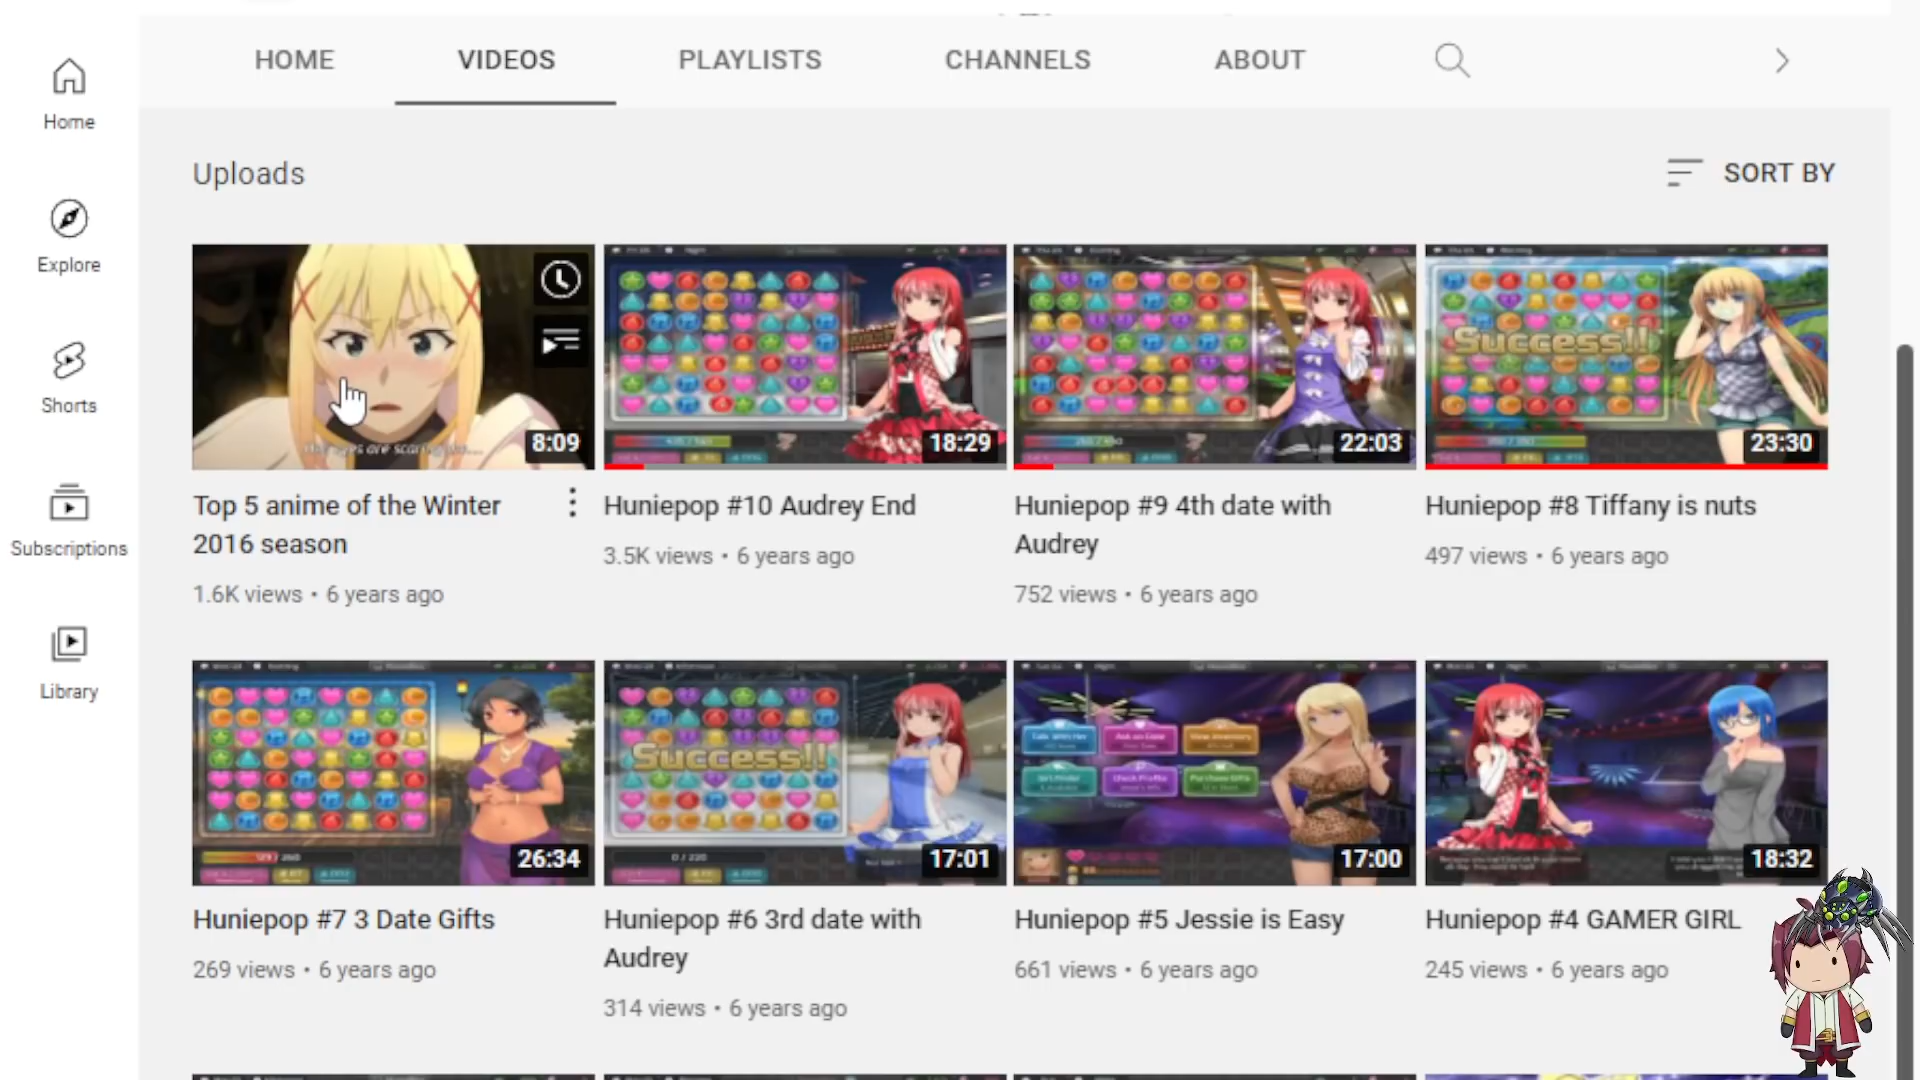 HOME
VIDEOS
PLAYLISTS
CHANNELS
ABOUT
Home
Explore
Shorts
Subscriptions
Library
Uploads
SORT BY
8:09
Top 5 anime of the Winter
2016 season
1.6K views • 6 years ago
18:29
Huniepop #10 Audrey End
3.5K views • 6 years ago
22:03
Huniepop #9 4th date with
Audrey
752 views • 6 years ago
Success!!
23:30
Huniepop #8 Tiffany is nuts
497 views • 6 years ago
26:34
Huniepop #7 3 Date Gifts
269 views • 6 years ago
Success!!
17:01
Huniepop #6 3rd date with
Audrey
314 views • 6 years ago
17:00
Huniepop #5 Jessie is Easy
661 views • 6 years ago
18:32
Huniepop #4 GAMER GIRL
245 views • 6 years ago